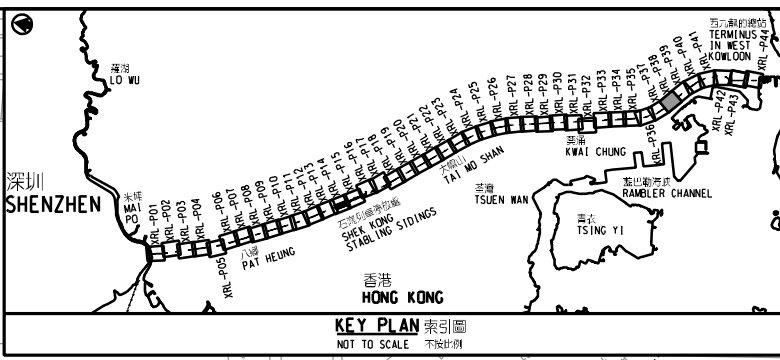 羅湖
LO WU
深圳
SHENZHEN
米埔
MAI
PO
XRL-P01
XRL-P02
XRL-P03
XRL-P04
XRL-P05
XRL-P06
XRL-P07
XRL-P08
XRL-P09
XRL-P10
XRL-P11
XRL-P12
XRL-P13
XRL-P14
XRL-P15
XRL-P16
XRL-P17
XRL-P18
XRL-P19
XRL-P20
XRL-P21
XRL-P22
XRL-P23
XRL-P24
XRL-P25
XRL-P26
XRL-P27
XRL-P28
XRL-P29
XRL-P30
XRL-P31
XRL-P32
XRL-P33
XRL-P34
XRL-P35
XRL-P36
XRL-P37
XRL-P38
XRL-P39
XRL-P40
XRL-P41
XRL-P42
XRL-P43
XRL-P44
西九龍的總站
TERMINUS
IN WEST
KOWLOON
八鄉
PAT HEUNG
石崗列車停放處
SHEK KONG
STABLING SIDINGS
大帽山
TAI MO SHAN
葵涌
KWAI CHUNG
荃灣
TSUEN WAN
藍巴勒海峽
RAMBLER CHANNEL
青衣
TSING YI
香港
HONG KONG
KEY PLAN 索引圖
NOT TO SCALE 不按比例